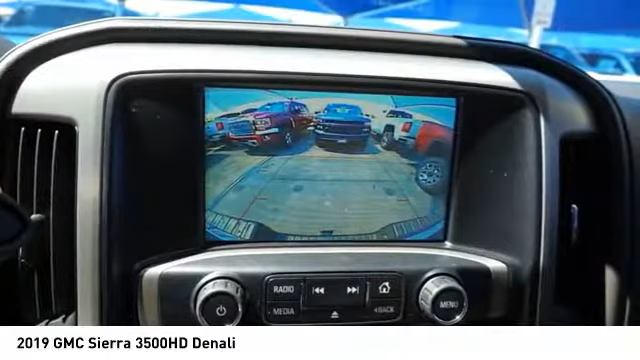 RADIO
MEDIA
BACK
MENU
2019 GMC Sierra 3500HD Denali